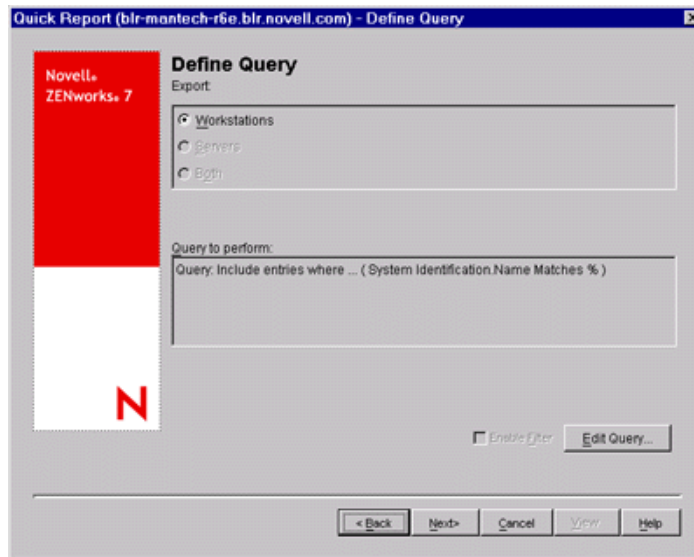 Quick Report (blr-mantech-r6e.blr.novell.com) - Define Query
Novell®
ZENworks® 7
Define Query
Export:
Workstations
Servers
Both
Query to perform:
Query: Include entries where ... ( System Identification.Name Matches % )
N
Enable Filter
Edit Query...
< Back
Next>
Cancel
View
Help